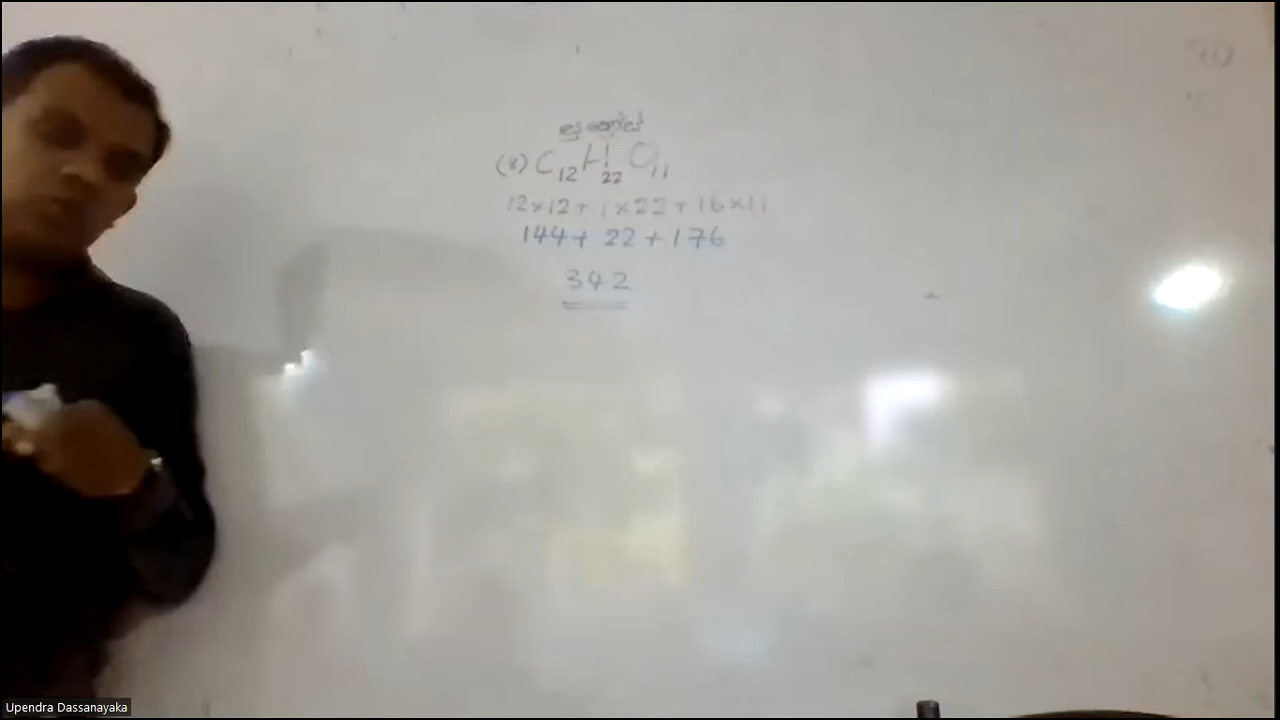 සුක්‍රෝස්
(x) C12H22O11
12×12+1×22+16×11
144+22+176
342
Upendra Dassanayaka